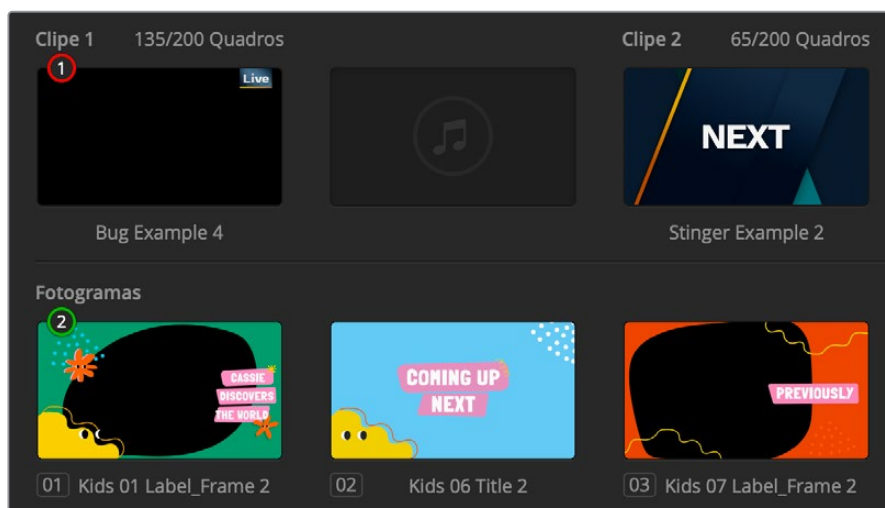 Clipe 1 135/200 Quadros Clipe 2 65/200 Quadros
1
Live
NEXT
Bug Example 4 Stinger Example 2
Fotogramas
2
CASSIE
DISCOVERS
THE WORLD
COMING UP
NEXT
PREVIOUSLY
01 Kids 01 Label_Frame 2 02 Kids 06 Title 2 03 Kids 07 Label_Frame 2